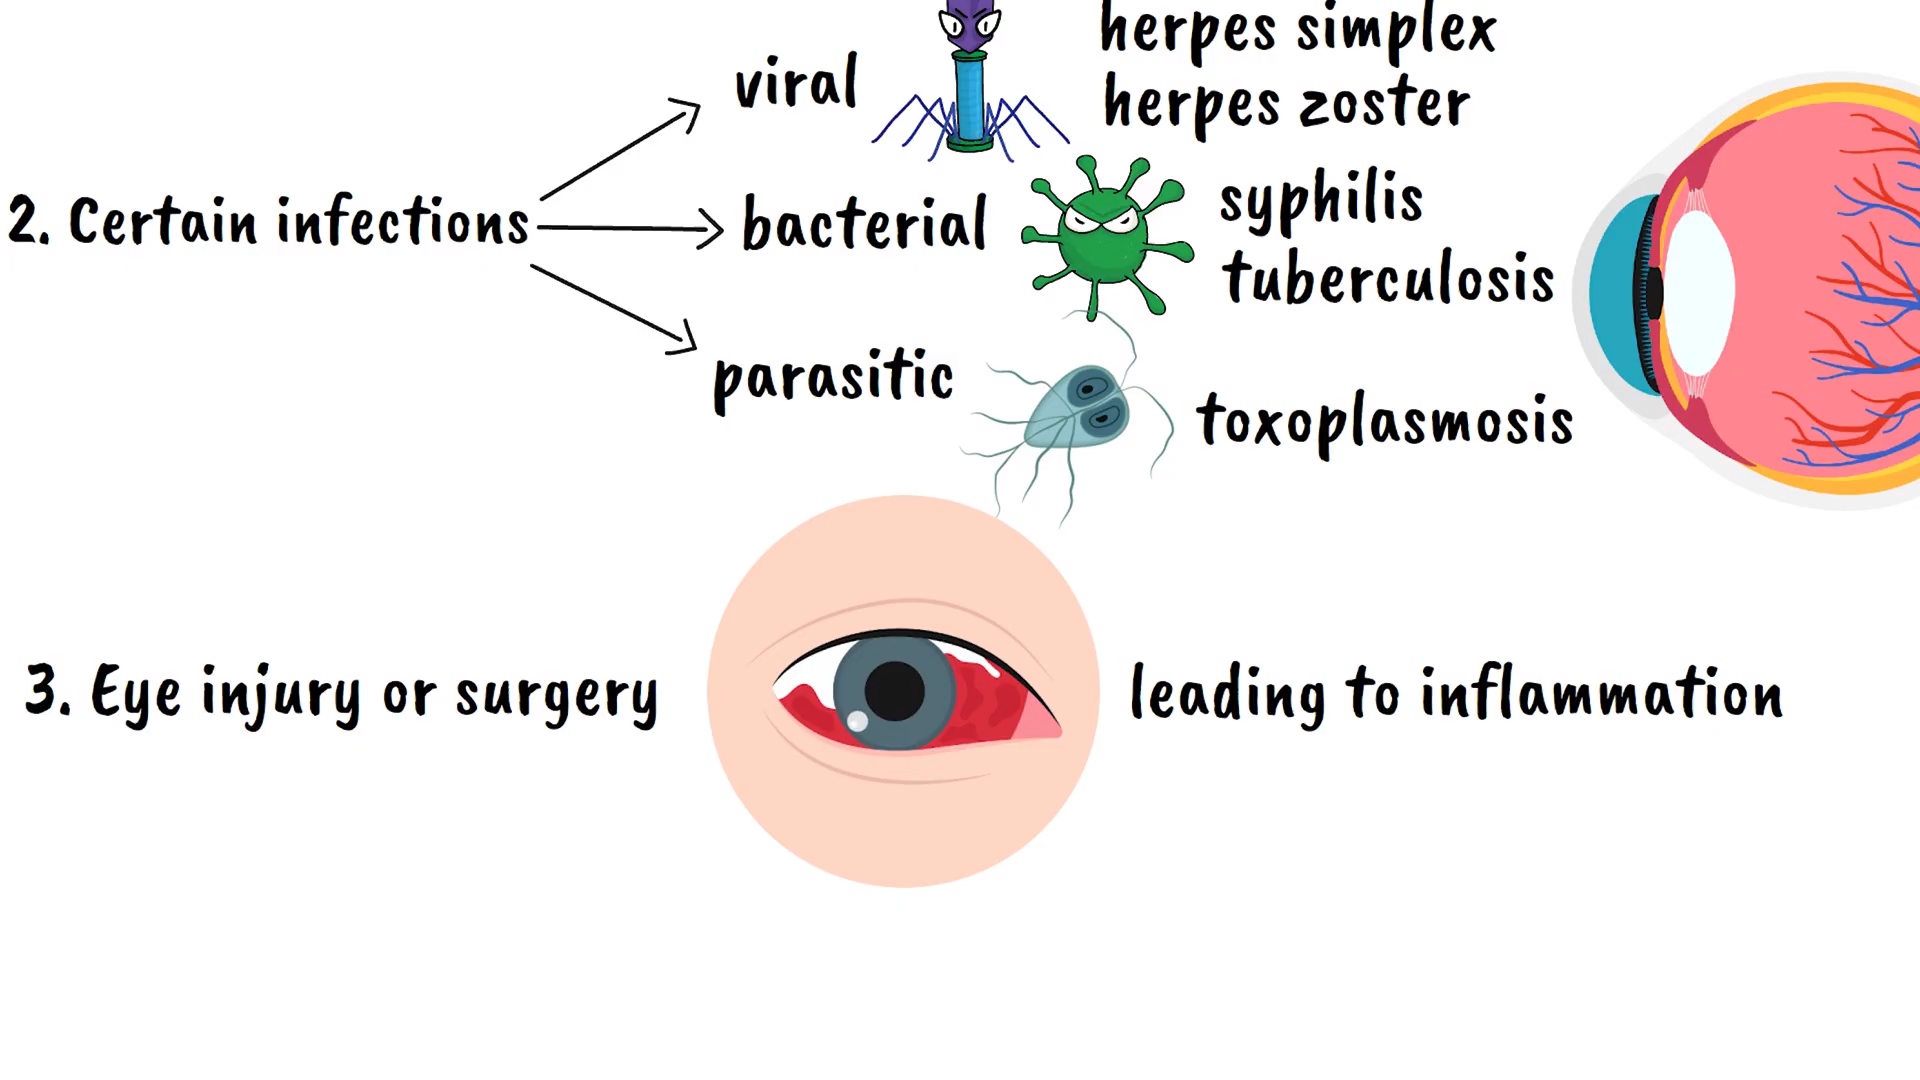 herpes simplex
viral
herpes zoster
2. Certain infections
bacterial
syphilis
tuberculosis
parasitic
toxoplasmosis
3. Eye injury or surgery
leading to inflammation